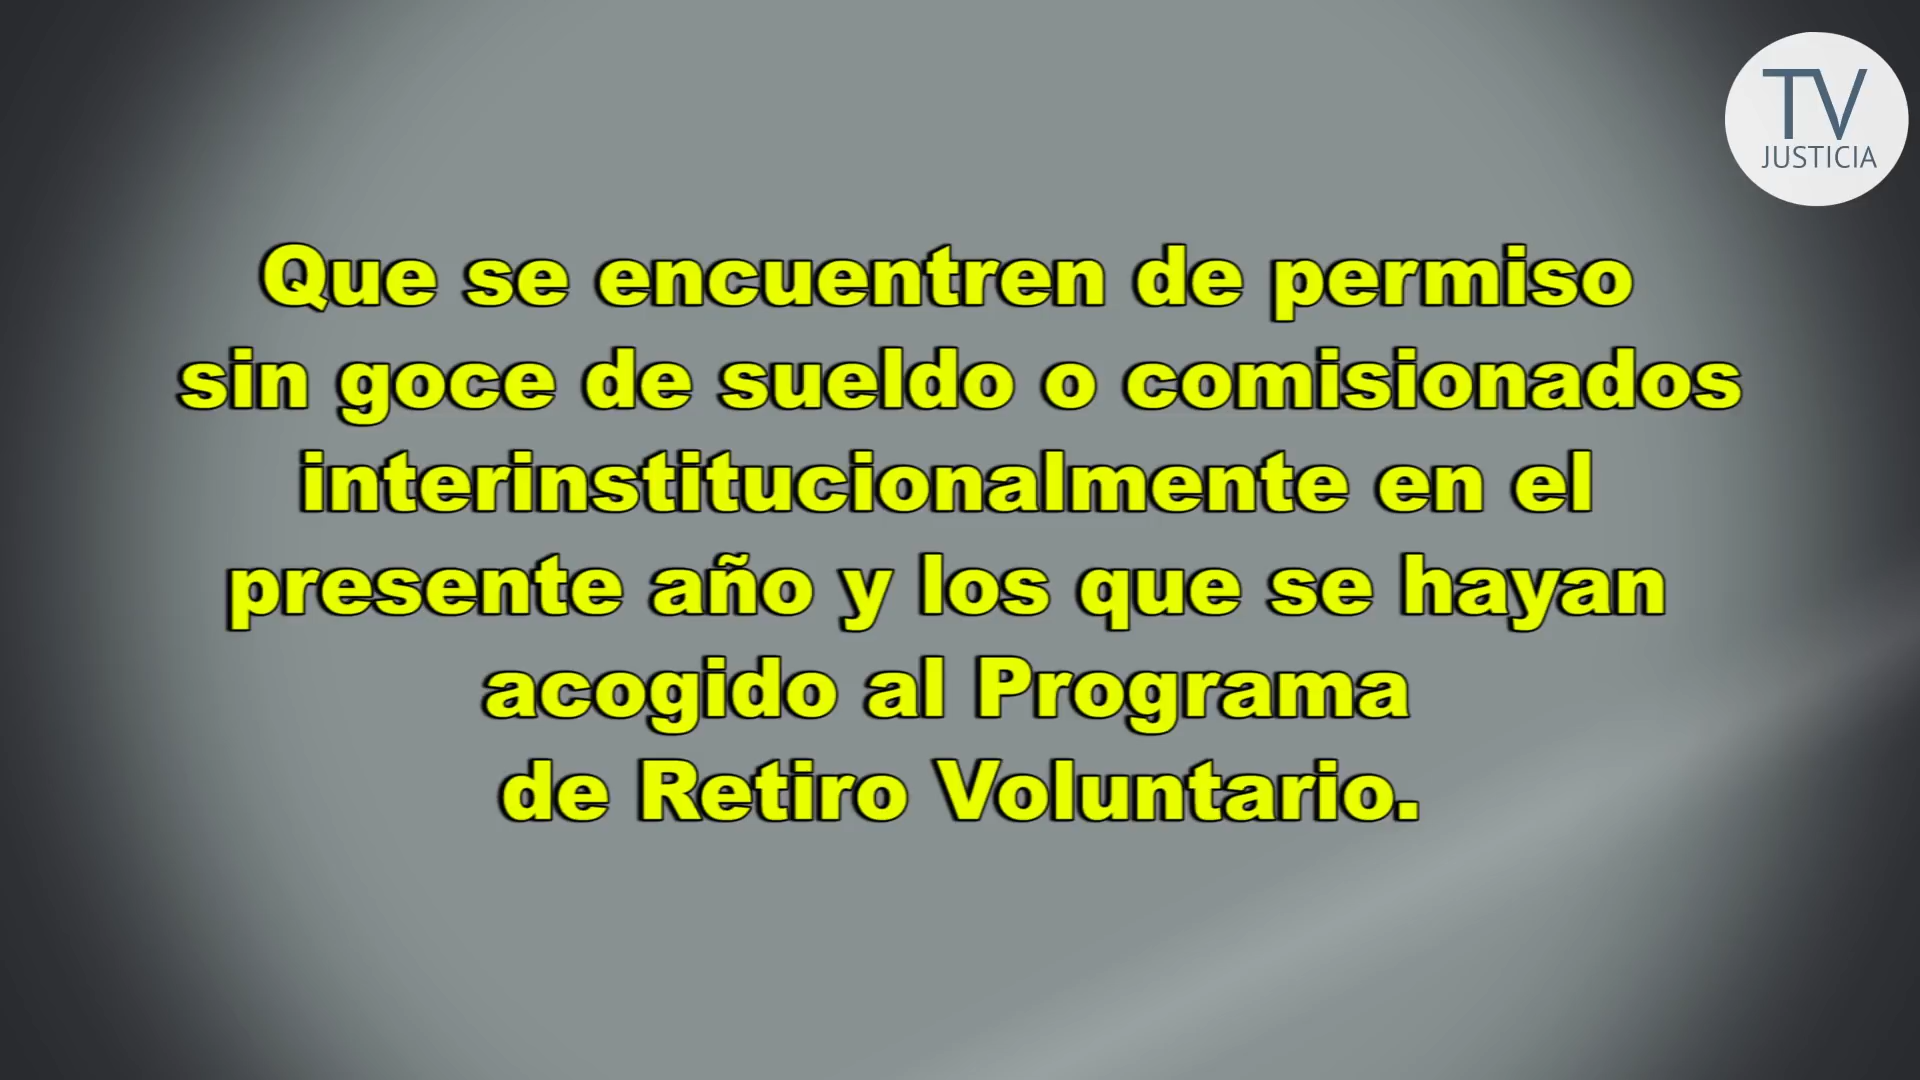 TV
JUSTICIA
Que se encuentren de permiso
sin goce de sueldo o comisionados
interinstitucionalmente en el
presente año y los que se hayan
acogido al Programa
de Retiro Voluntario.